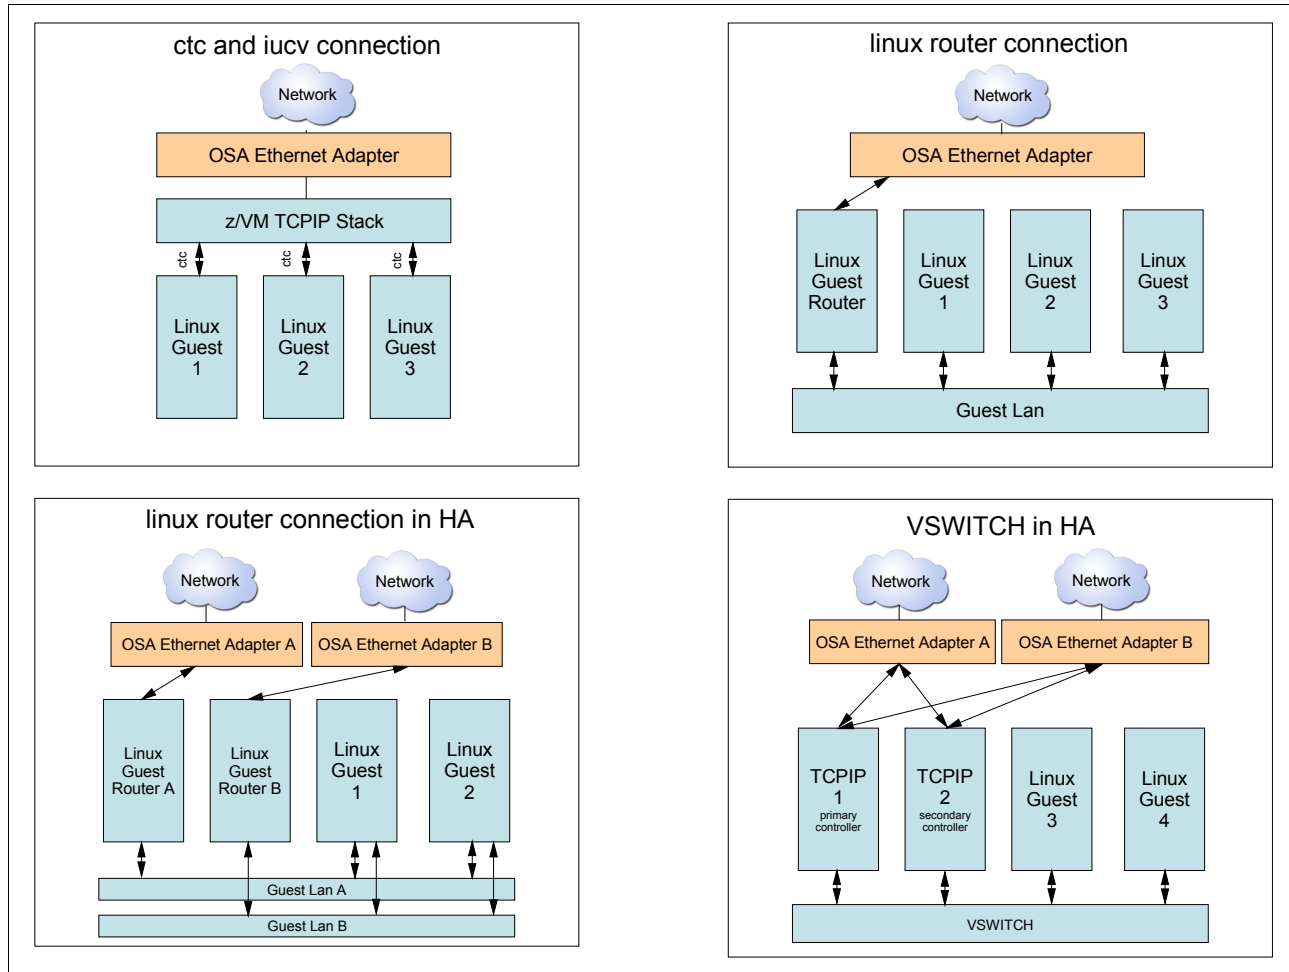 ctc and iucv connection
Network
OSA Ethernet Adapter
z/VM TCPIP Stack
ctc
ctc
ctc
Linux
Guest
1
Linux
Guest
2
Linux
Guest
3
linux router connection
Network
OSA Ethernet Adapter
Linux
Guest
Router
Linux
Guest
1
Linux
Guest
2
Linux
Guest
3
Guest Lan
linux router connection in HA
Network
Network
OSA Ethernet Adapter A
OSA Ethernet Adapter B
Linux
Guest
Router A
Linux
Guest
Router B
Linux
Guest
1
Linux
Guest
2
Guest Lan A
Guest Lan B
VSWITCH in HA
Network
Network
OSA Ethernet Adapter A
OSA Ethernet Adapter B
TCPIP
1
primary
controller
TCPIP
2
secondary
controller
Linux
Guest
3
Linux
Guest
4
VSWITCH